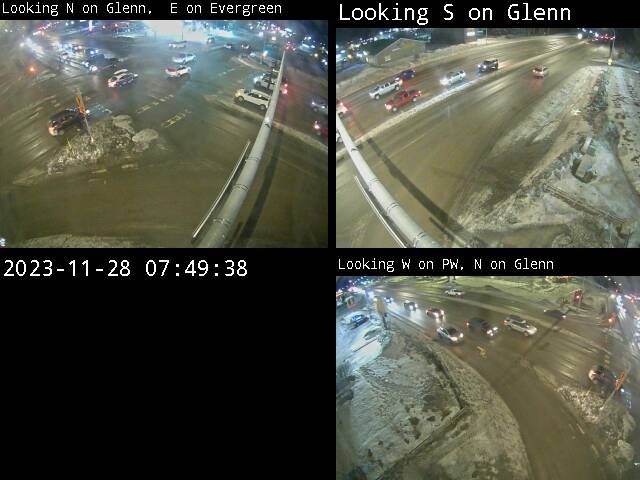 Looking N on Glenn,  E on Evergreen
Looking S on Glenn
2023-11-28 07:49:38
Looking W on PW, N on Glenn